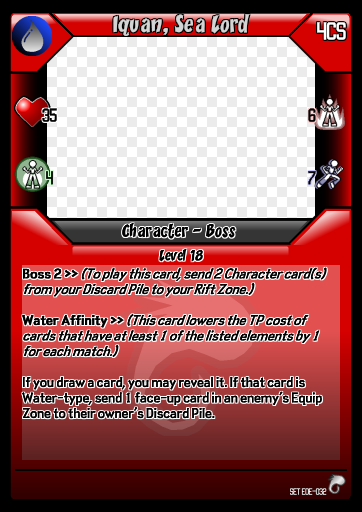 Iquan, Sea Lord
4CS
35
6
4
7
Character - Boss
Level 18
Boss 2 >> (To play this card, send 2 Character card(s)
from your Discard Pile to your Rift Zone.)
Water Affinity >> (This card lowers the TP cost of
cards that have at least 1 of the listed elements by 1
for each match.)
If you draw a card, you may reveal it. If that card is
Water-type, send 1 face-up card in an enemy's Equip
Zone to their owner's Discard Pile.
SET EOE-032